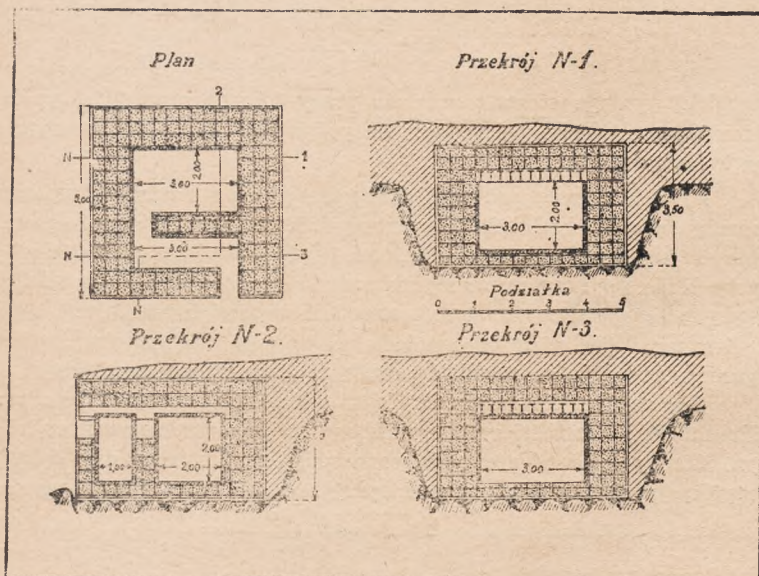 Plan
2
N
1
5,00
2,00
3,00
3,00
N
3
N
Przekrój N-1.
2,00
3,00
3,50
Podziałka
0 1 2 3 4 5
Przekrój N-2.
2,00
1,00
2,00
Przekrój N-3.
3,00